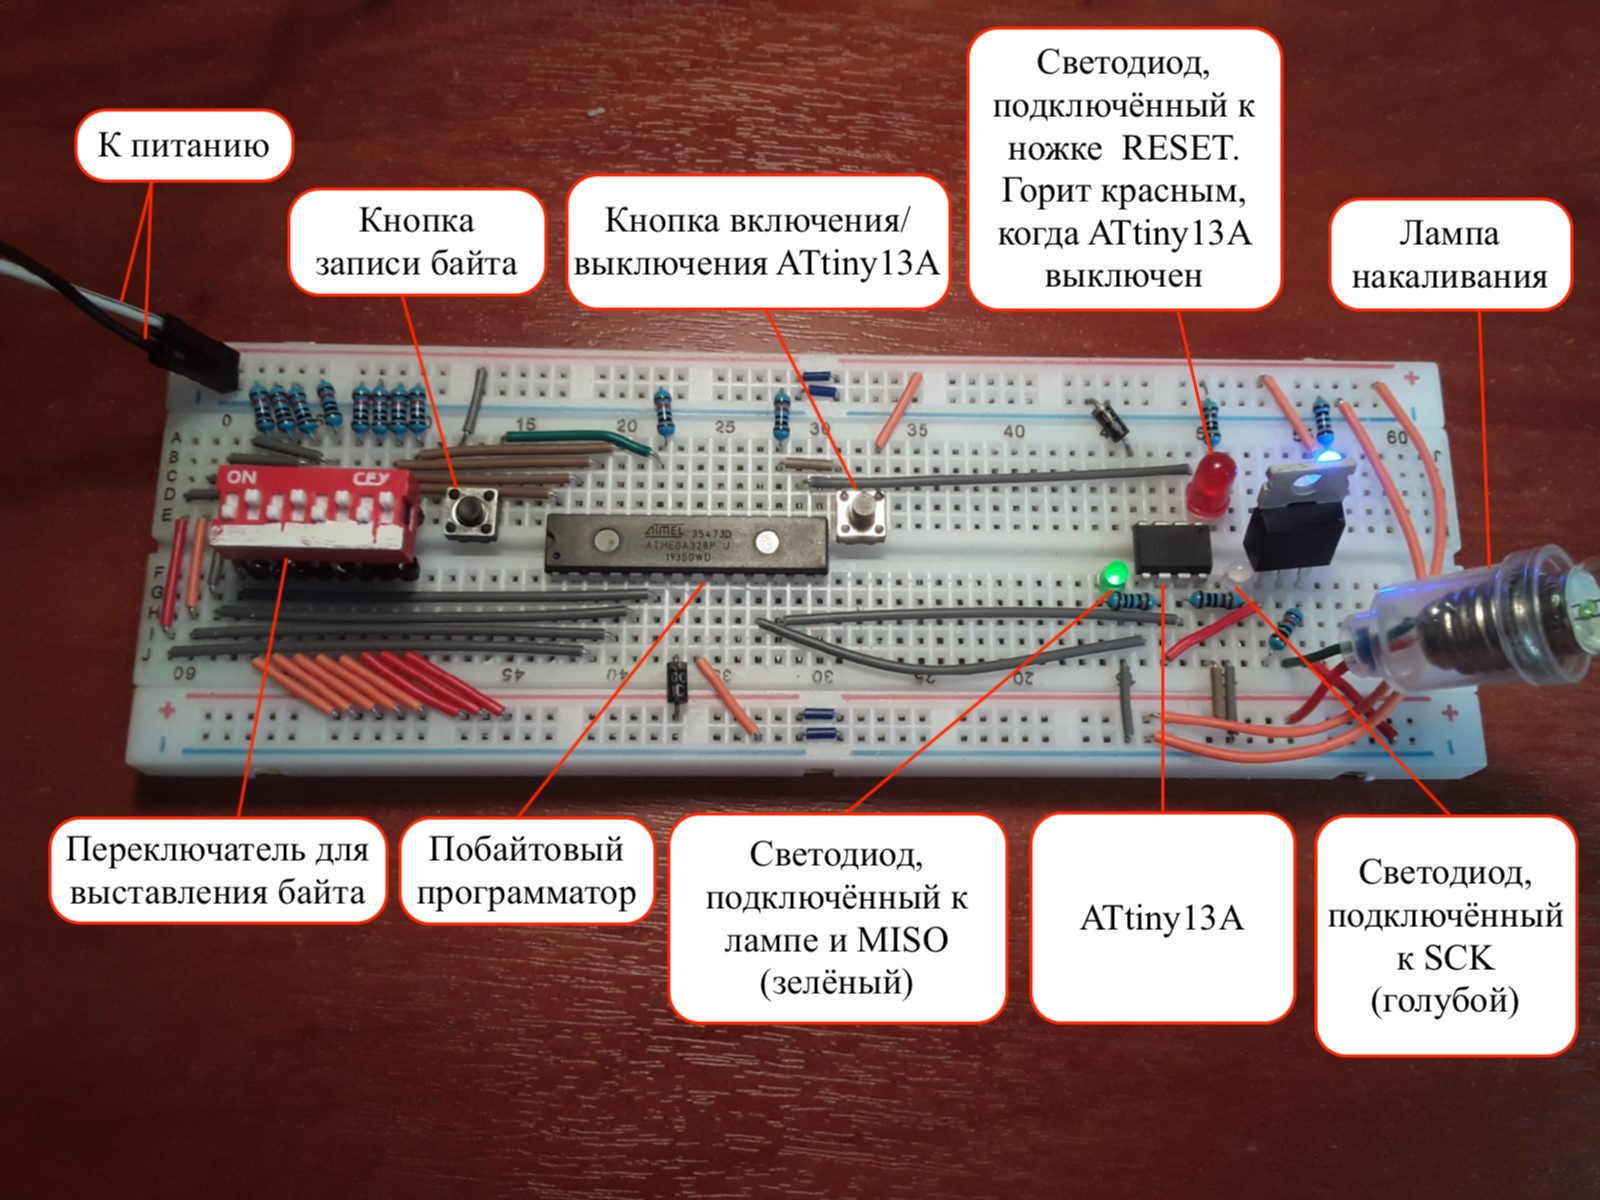 Светодиод,
подключённый к
ножке RESET.
Горит красным,
когда ATtiny13A
выключен
К питанию
Кнопка
записи байта
Кнопка включения/
выключения ATtiny13A
Лампа
накаливания
+
0
15
20
25
30
35
40
60
A
B
C
D
E
ON
CFY
ATMEL 35473D
ATMEGA328P U
1935GWD
F
G
H
I
J
60
45
40
35
30
25
20
+
+
Переключатель для
выставления байта
Побайтовый
программатор
Светодиод,
подключённый к
лампе и MISO
(зелёный)
ATtiny13A
Светодиод,
подключённый
к SCK
(голубой)